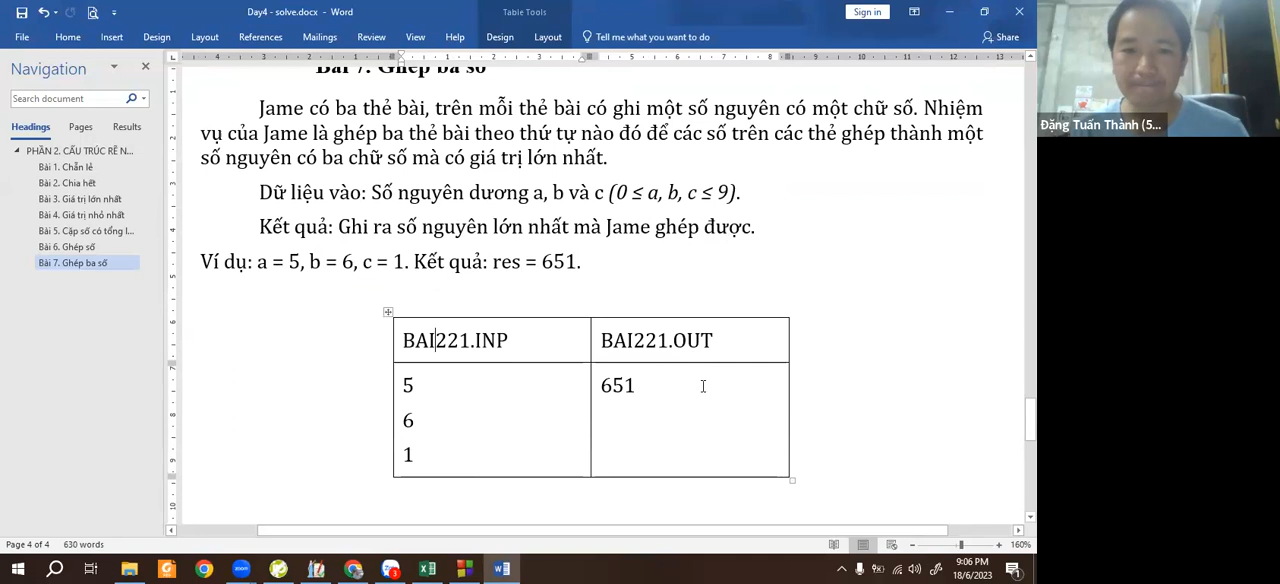 Day4 - solve.docx - Word
Table Tools
Sign in
File Home Insert Design Layout References Mailings Review View Help Design Layout Tell me what you want to do Share
Navigation
Search document
Headings Pages Results
PHẦN 2. CẤU TRÚC RẼ N...
Bài 1. Chẵn lẻ
Bài 2. Chia hết
Bài 3. Giá trị lớn nhất
Bài 4. Giá trị nhỏ nhất
Bài 5. Cặp số có tổng l...
Bài 6. Ghép số
Bài 7. Ghép ba số
Bài 7. Ghép ba số
Jame có ba thẻ bài, trên mỗi thẻ bài có ghi một số nguyên có một chữ số. Nhiệm
vụ của Jame là ghép ba thẻ bài theo thứ tự nào đó để các số trên các thẻ ghép thành một
số nguyên có ba chữ số mà có giá trị lớn nhất.
Dữ liệu vào: Số nguyên dương a, b và c (0 ≤ a, b, c ≤ 9).
Kết quả: Ghi ra số nguyên lớn nhất mà Jame ghép được.
Ví dụ: a = 5, b = 6, c = 1. Kết quả: res = 651.
BAI221.INP BAI221.OUT
5 651
6
1
Đặng Tuấn Thành (5...
Page 4 of 4 630 words
160%
9:06 PM
18/6/2023